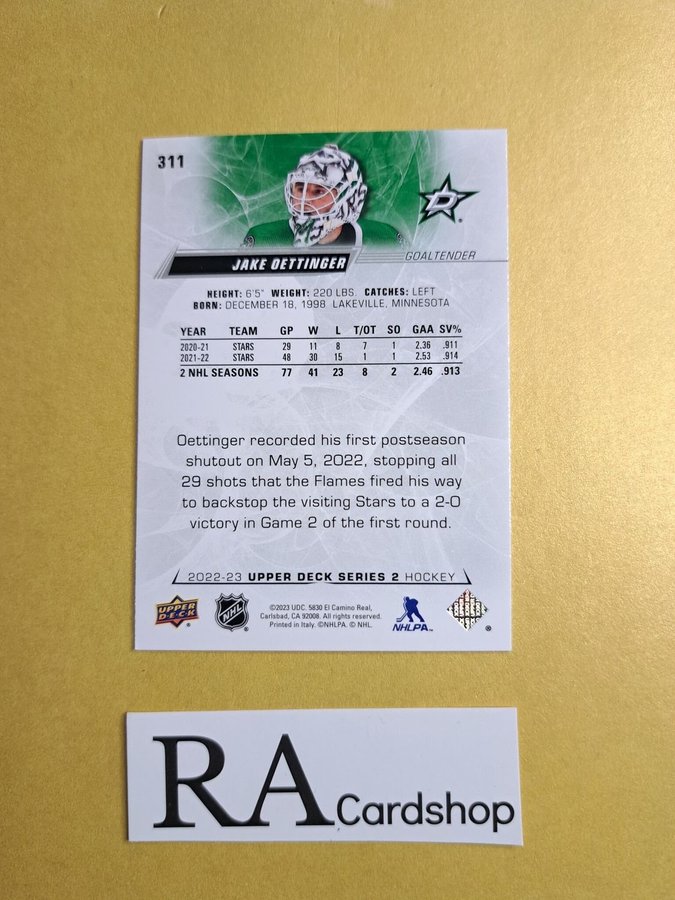 311
D
JAKE OETTINGER
GOALTENDER
HEIGHT: 6'5" WEIGHT: 220 LBS. CATCHES: LEFT
BORN: DECEMBER 18, 1998 LAKEVILLE, MINNESOTA
YEAR TEAM GP W L T/OT SO GAA SV%
2020-21 STARS 29 11 8 7 1 2.36 .911
2021-22 STARS 48 30 15 1 1 2.53 .914
2 NHL SEASONS 77 41 23 8 2 2.46 .913
Oettinger recorded his first postseason
shutout on May 5, 2022, stopping all
29 shots that the Flames fired his way
to backstop the visiting Stars to a 2-0
victory in Game 2 of the first round.
2022-23 UPPER DECK SERIES 2 HOCKEY
UPPER
DECK
NHL
©2023 UDC. 5830 El Camino Real,
Carlsbad, CA 92008. All rights reserved.
Printed in Italy. ©NHLPA. © NHL.
NHLPA
RA Cardshop